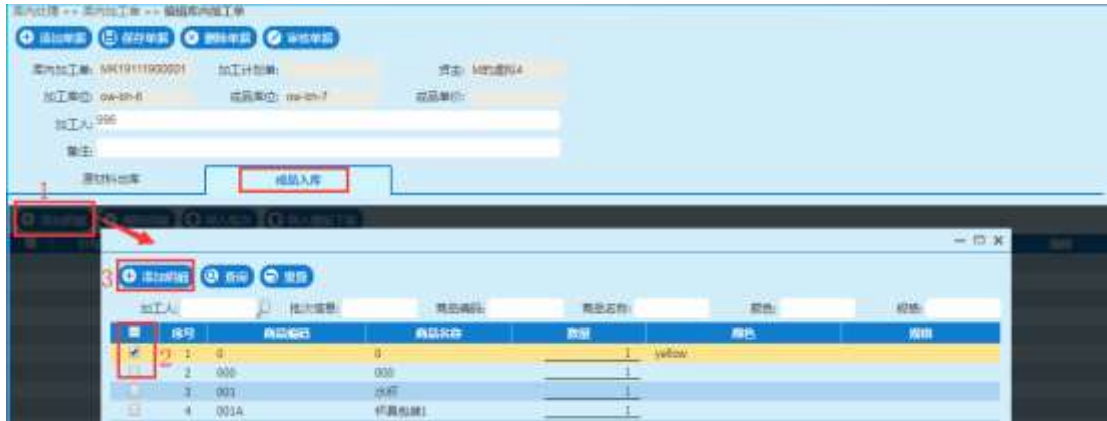 库内处理 >> 库内加工单 >> 编辑库内加工单
添加单据 保存单据 删除单据 审核单据
库内加工单: MK19111900001 加工计划单: 货主: M的虚拟4
加工库位: ow-bh-6 成品库位: ow-bh-7 成品单价:
加工人: 996
备注:
原材料出库 成品入库
1
3 添加明细 查询 重置
加工人: 批次信息: 商品编码: 商品名称: 颜色: 规格:
序号 商品编码 商品名称 数量 颜色 规格
2 1 0 0 1 yellow
2 000 000 1
3 001 水杯 1
4 001A 1